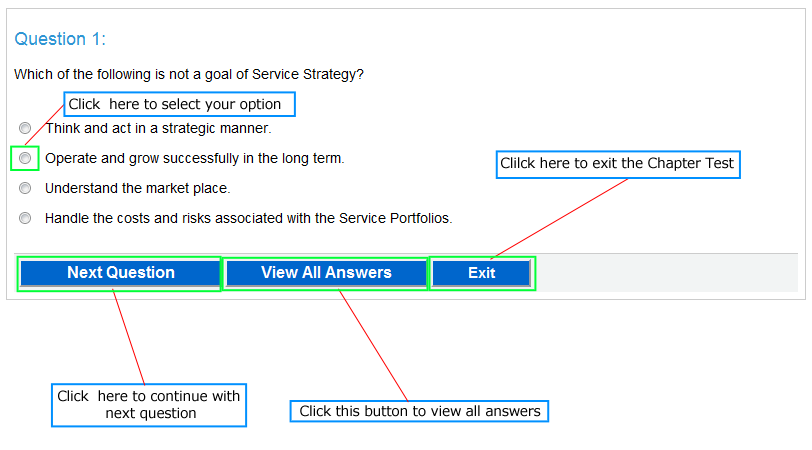 Question 1:
Which of the following is not a goal of Service Strategy?
Click  here to select your option
Think and act in a strategic manner.
Operate and grow successfully in the long term.
Clilck here to exit the Chapter Test
Understand the market place.
Handle the costs and risks associated with the Service Portfolios.
Next Question
View All Answers
Exit
Click  here to continue with
next question
Click this button to view all answers